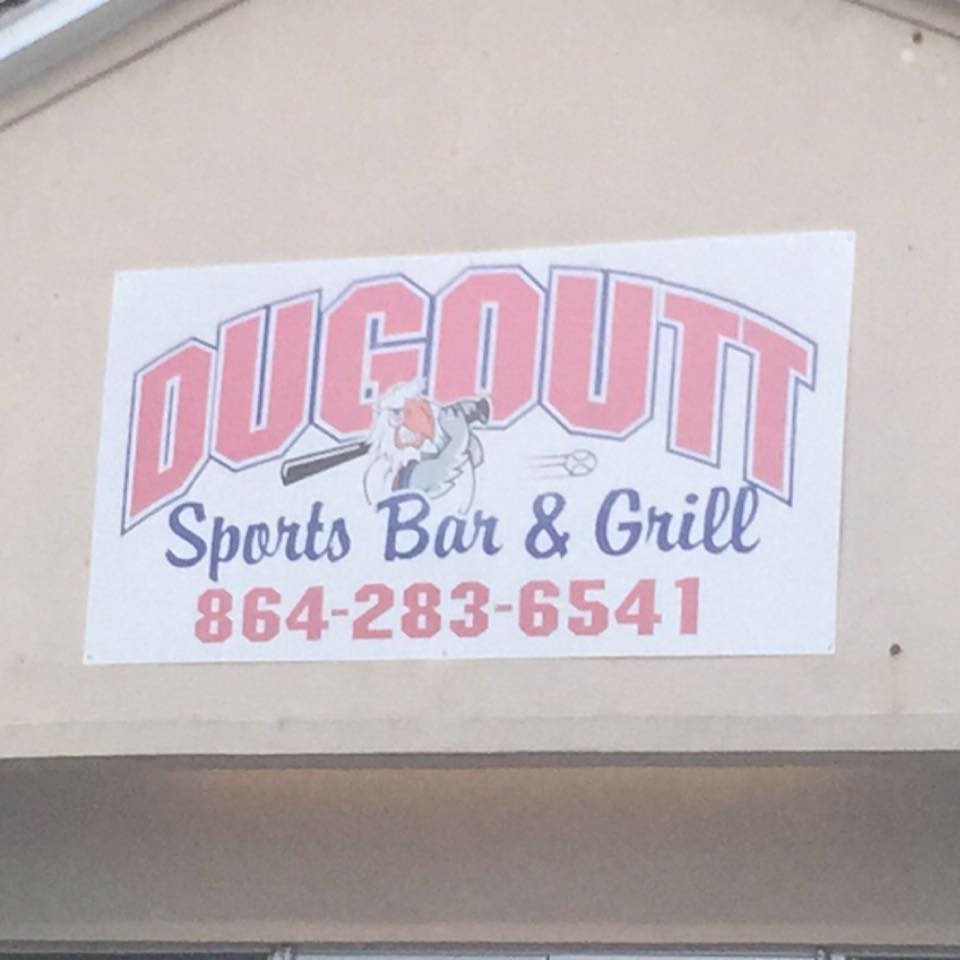 DUGOUTT
Sports Bar & Grill
864-283-6541